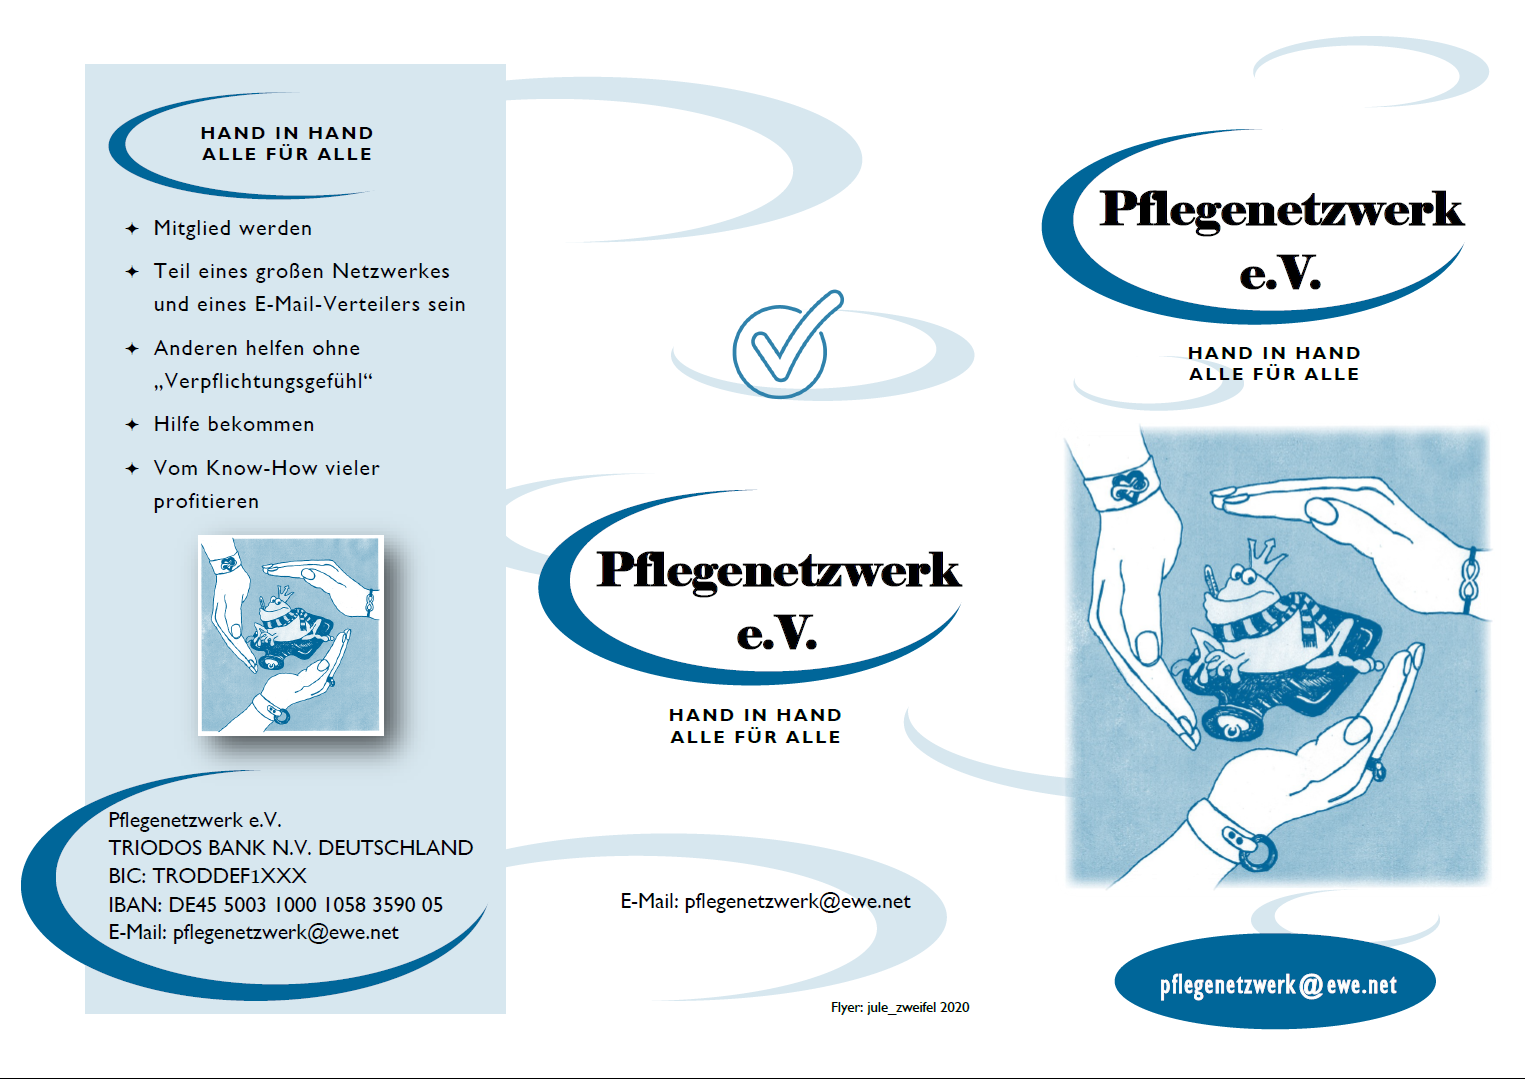 HAND IN HAND
ALLE FÜR ALLE
Mitglied werden
Teil eines großen Netzwerkes
und eines E-Mail-Verteilers sein
Anderen helfen ohne
„Verpflichtungsgefühl“
Hilfe bekommen
Vom Know-How vieler
profitieren
Pflegenetzwerk e.V.
TRIODOS BANK N.V. DEUTSCHLAND
BIC: TRODDEF1XXX
IBAN: DE45 5003 1000 1058 3590 05
E-Mail: pflegenetzwerk@ewe.net
Pflegenetzwerk
e.V.
HAND IN HAND
ALLE FÜR ALLE
E-Mail: pflegenetzwerk@ewe.net
Flyer: jule_zweifel 2020
Pflegenetzwerk
e.V.
HAND IN HAND
ALLE FÜR ALLE
pflegenetzwerk@ewe.net